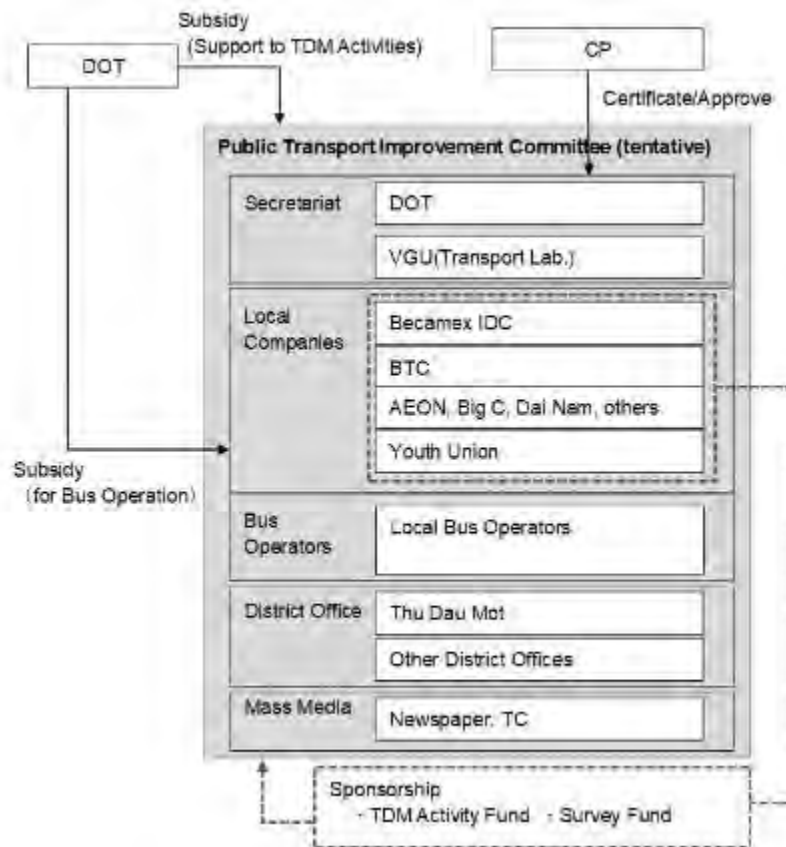 Subsidy
(Support to TDM Activities)
DOT
CP
Certificate/Approve
Public Transport Improvement Committee (tentative)
Secretariat
DOT
VGU(Transport Lab.)
Local
Companies
Becamex IDC
BTC
AEON, Big C, Dai Nam, others
Youth Union
Subsidy
(for Bus Operation)
Bus
Operators
Local Bus Operators
District Office
Thu Dau Mot
Other District Offices
Mass Media
Newspaper, TC
Sponsorship
· TDM Activity Fund · Survey Fund